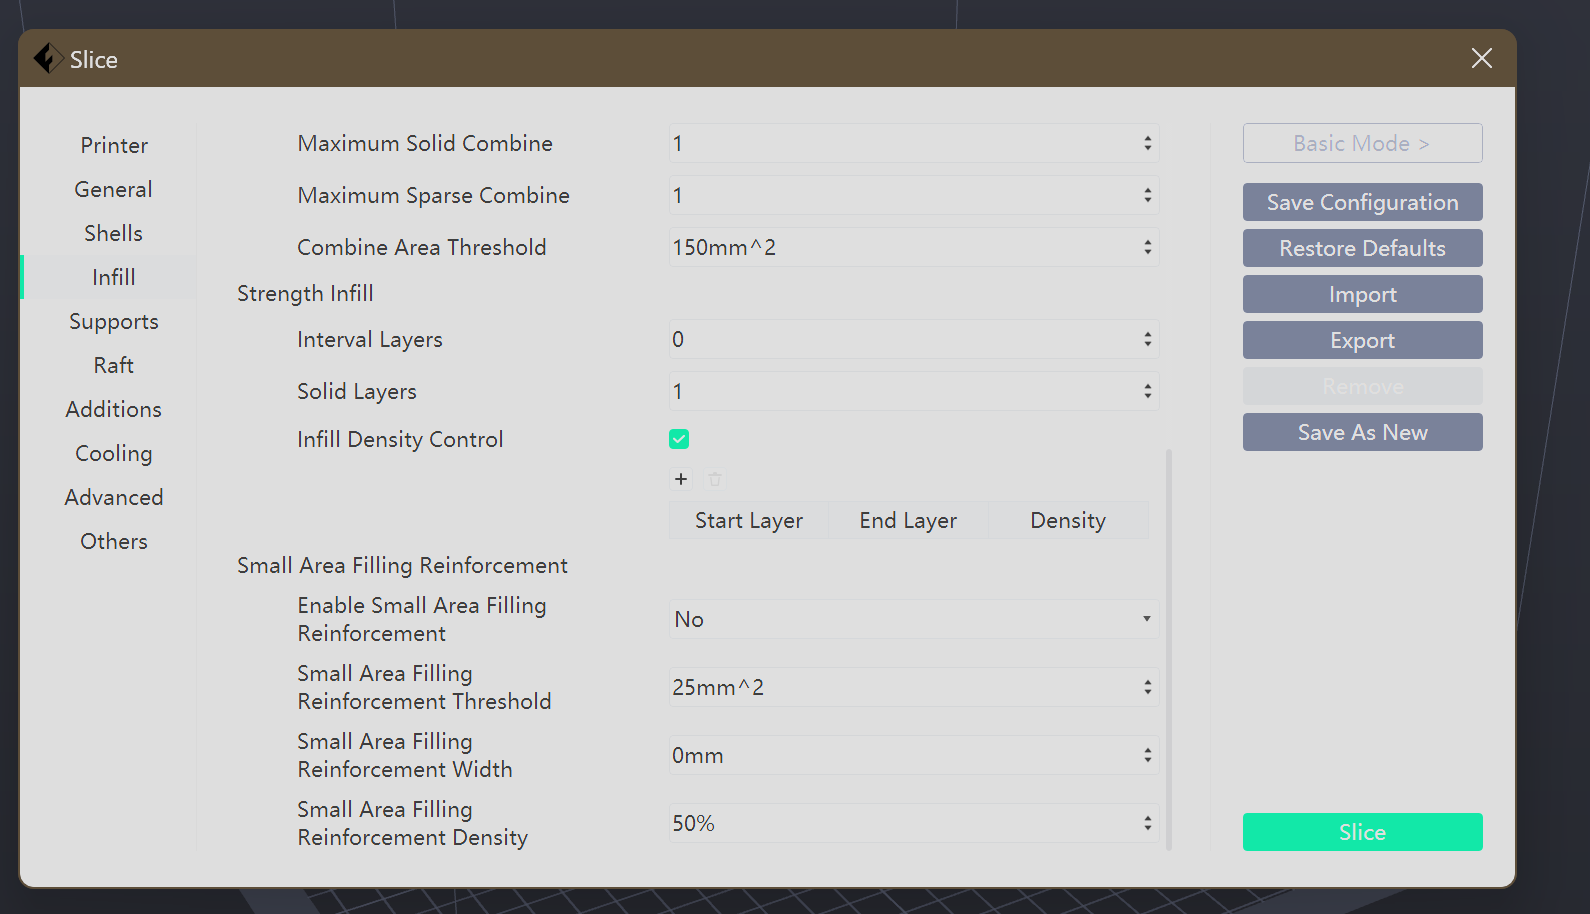 Slice
Printer
General
Shells
Infill
Supports
Raft
Additions
Cooling
Advanced
Others
Maximum Solid Combine 1
Maximum Sparse Combine 1
Combine Area Threshold 150mm^2
Strength Infill
Interval Layers 0
Solid Layers 1
Infill Density Control
+
Start Layer End Layer Density
Small Area Filling Reinforcement
Enable Small Area Filling
Reinforcement
No
Small Area Filling
Reinforcement Threshold
25mm^2
Small Area Filling
Reinforcement Width
0mm
Small Area Filling
Reinforcement Density
50%
Basic Mode >
Save Configuration
Restore Defaults
Import
Export
Remove
Save As New
Slice